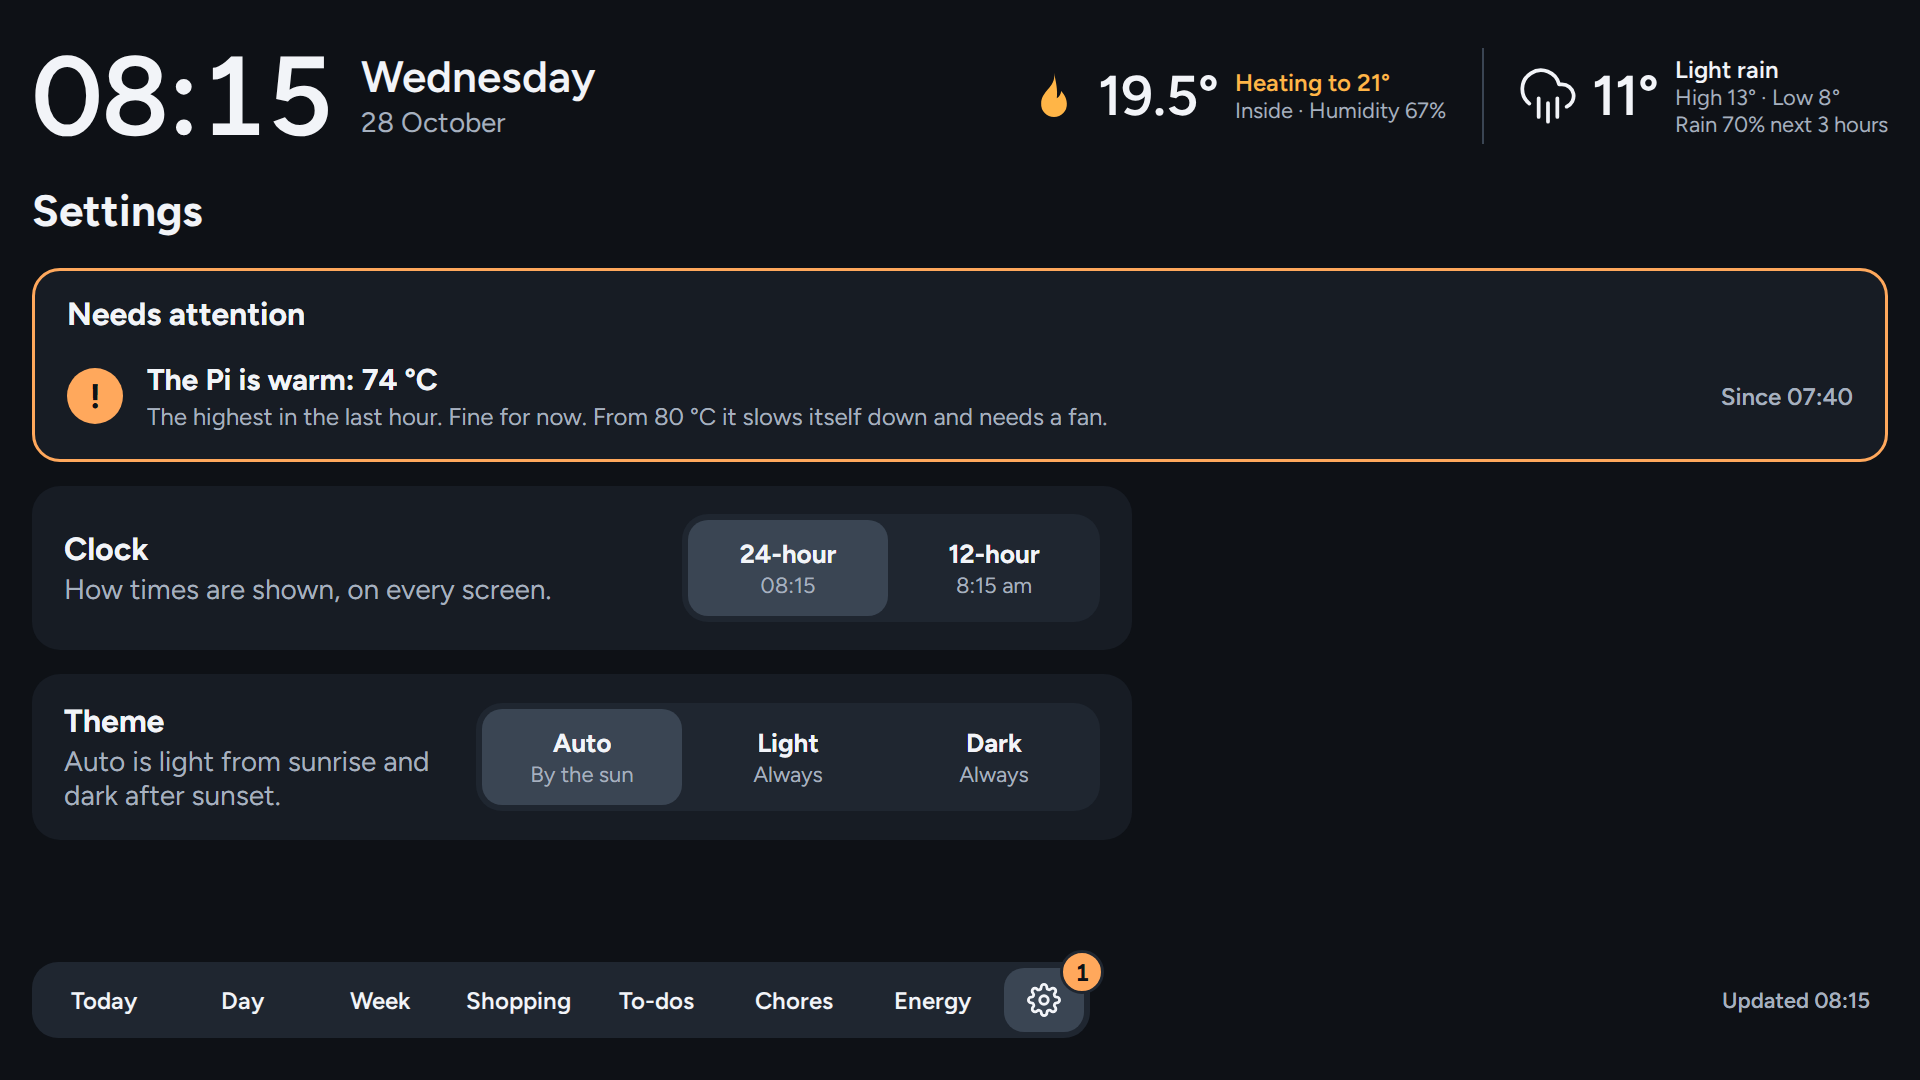 08:15
Wednesday
28 October
19.5°
Heating to 21°
Inside · Humidity 67%
11°
Light rain
High 13° · Low 8°
Rain 70% next 3 hours
Settings
Needs attention
!
The Pi is warm: 74 °C
The highest in the last hour. Fine for now. From 80 °C it slows itself down and needs a fan.
Since 07:40
Clock
How times are shown, on every screen.
24-hour
08:15
12-hour
8:15 am
Theme
Auto is light from sunrise and
dark after sunset.
Auto
By the sun
Light
Always
Dark
Always
Today
Day
Week
Shopping
To-dos
Chores
Energy
1
Updated 08:15